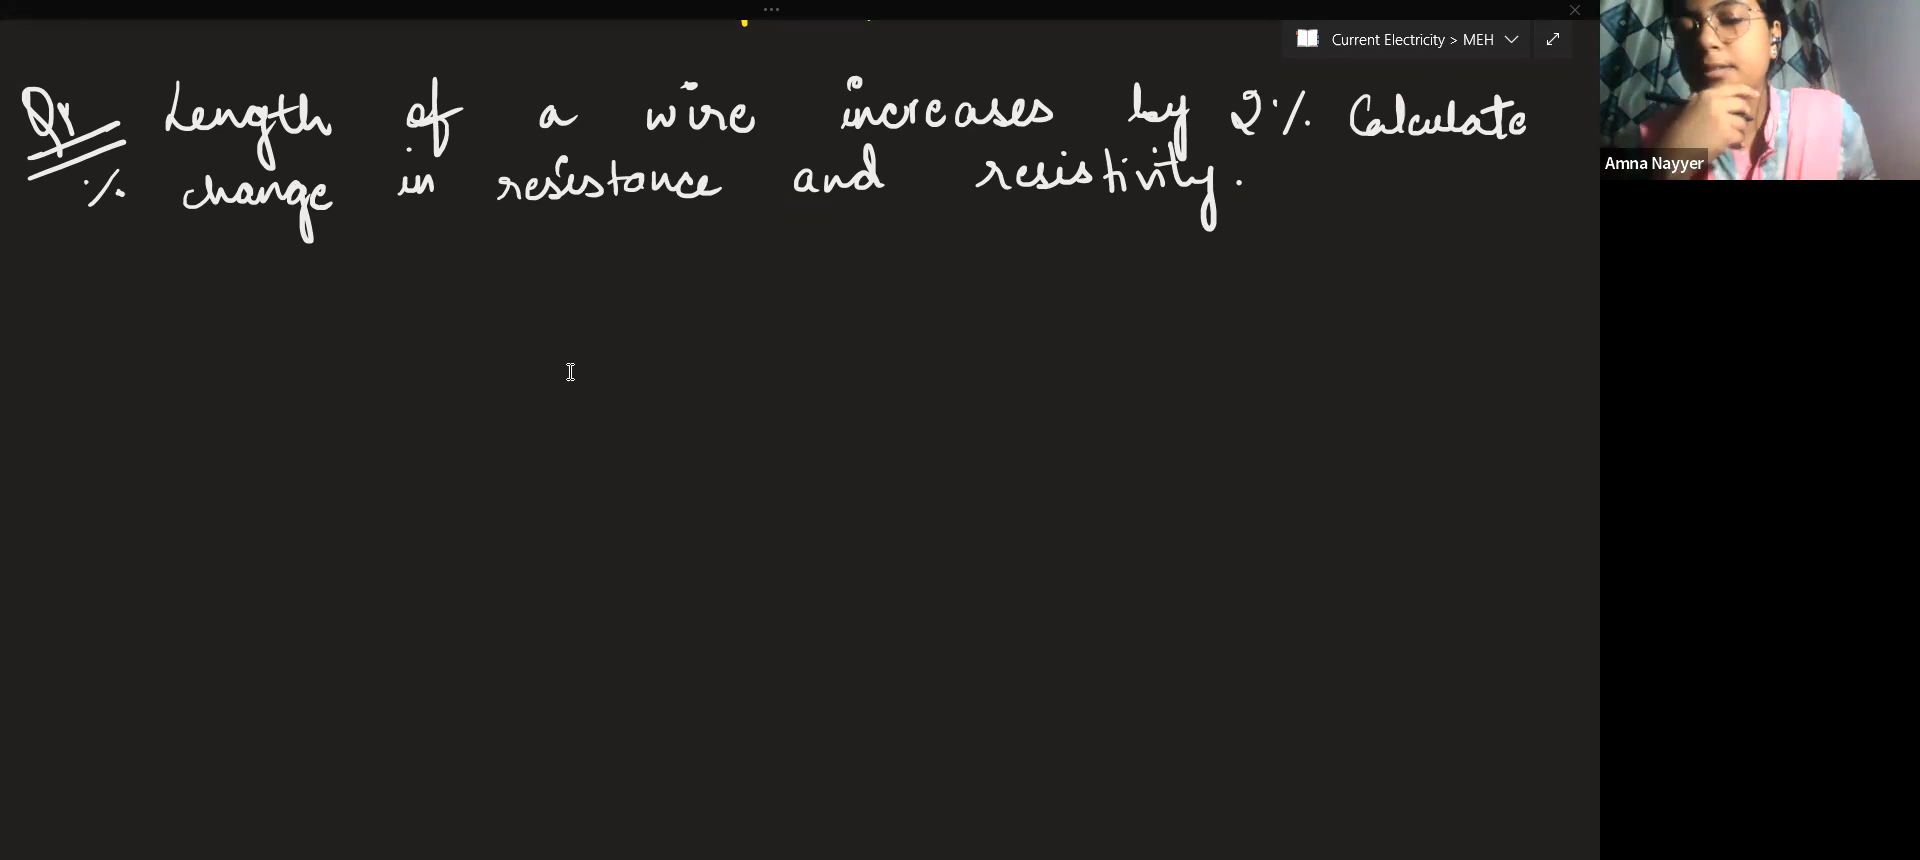 Current Electricity > MEH
Qr Length of a wire increases by 2% Calculate
% change in resistance and resistivity.
Amna Nayyer